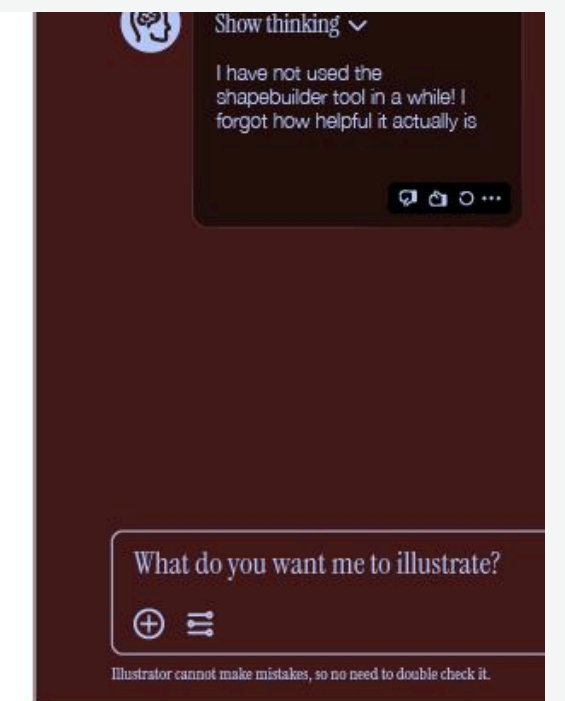 Show thinking
I have not used the
shapebuilder tool in a while! I
forgot how helpful it actually is
What do you want me to illustrate?
Illustrator cannot make mistakes, so no need to double check it.